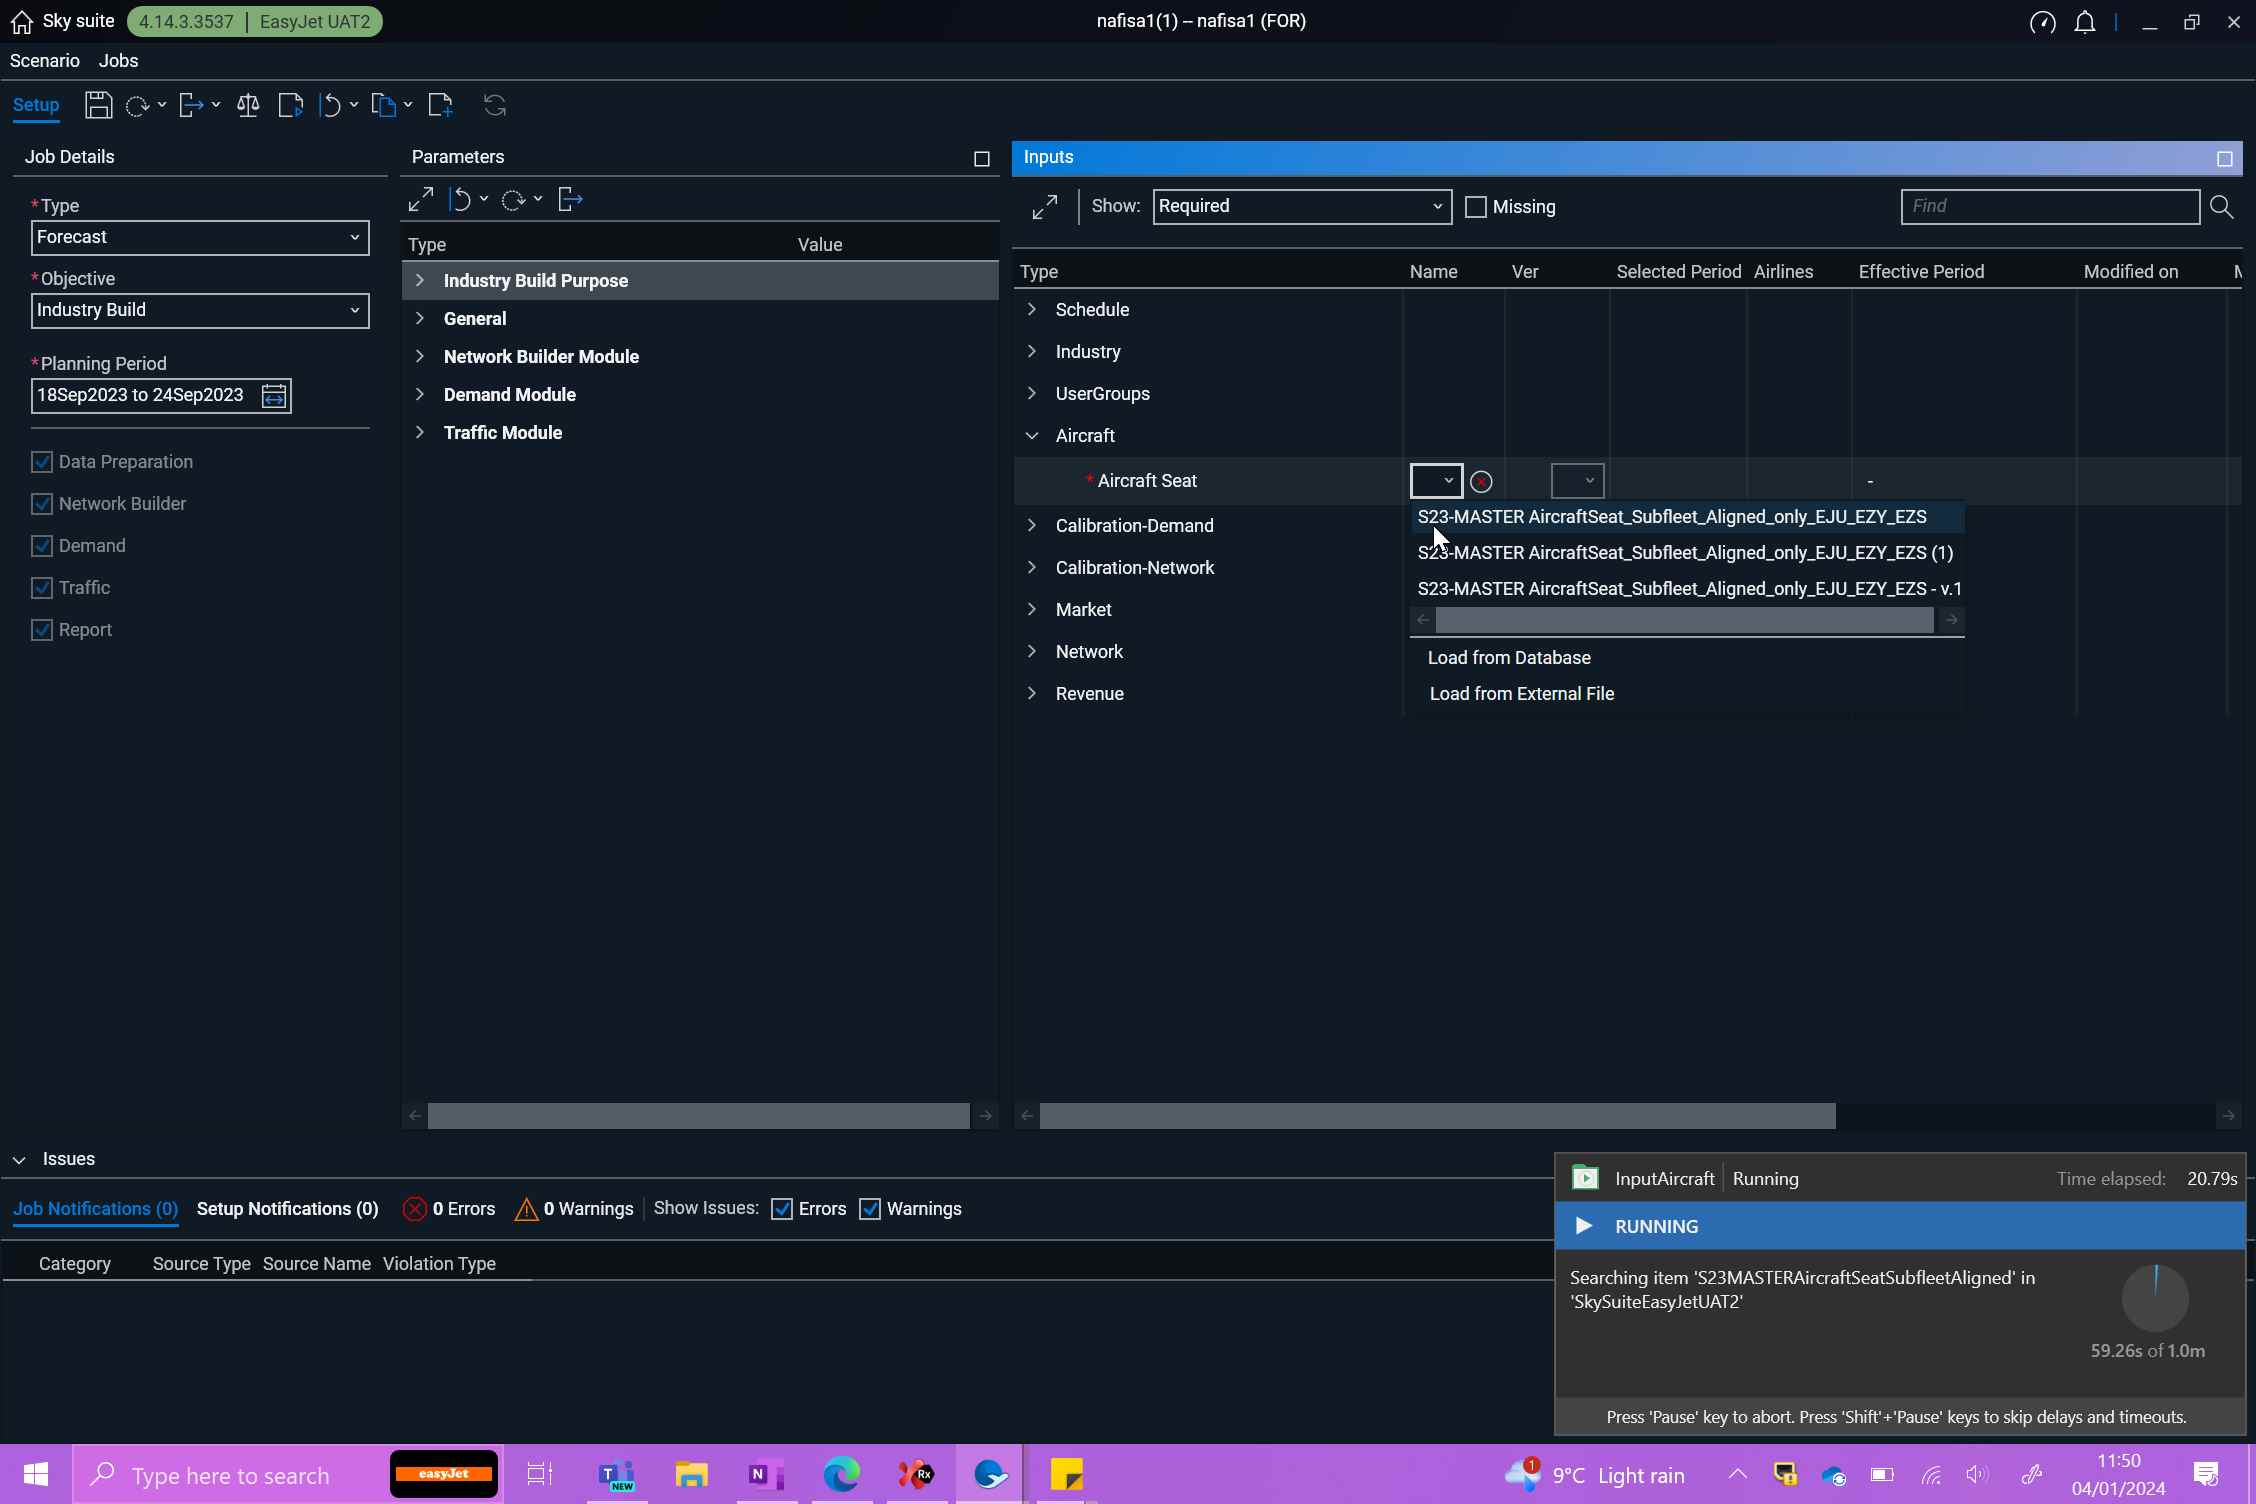 Sky suite 4.14.3.3537 | EasyJet UAT2 nafisa1(1) – nafisa1 (FOR)
Scenario Jobs
Setup
Job Details
*Type
Forecast
*Objective
Industry Build
*Planning Period
18Sep2023 to 24Sep2023
Data Preparation
Network Builder
Demand
Traffic
Report
Parameters
Type Value
Industry Build Purpose
General
Network Builder Module
Demand Module
Traffic Module
Inputs
Show: Required Missing Find
Type Name Ver Selected Period Airlines Effective Period Modified on
Schedule
Industry
UserGroups
Aircraft
* Aircraft Seat -
Calibration-Demand
Calibration-Network
Market
Network
Revenue
S23-MASTER AircraftSeat_Subfleet_Aligned_only_EJU_EZY_EZS
S23-MASTER AircraftSeat_Subfleet_Aligned_only_EJU_EZY_EZS (1)
S23-MASTER AircraftSeat_Subfleet_Aligned_only_EJU_EZY_EZS - v.1
Load from Database
Load from External File
Issues
Job Notifications (0) Setup Notifications (0) 0 Errors 0 Warnings Show Issues: Errors Warnings
Category Source Type Source Name Violation Type
InputAircraft Running Time elapsed: 20.79s
RUNNING
Searching item 'S23MASTERAircraftSeatSubfleetAligned' in
'SkySuiteEasyJetUAT2'
59.26s of 1.0m
Press 'Pause' key to abort. Press 'Shift'+'Pause' keys to skip delays and timeouts.
Type here to search easyJet T NEW N Rx 1 9°C Light rain 11:50
04/01/2024